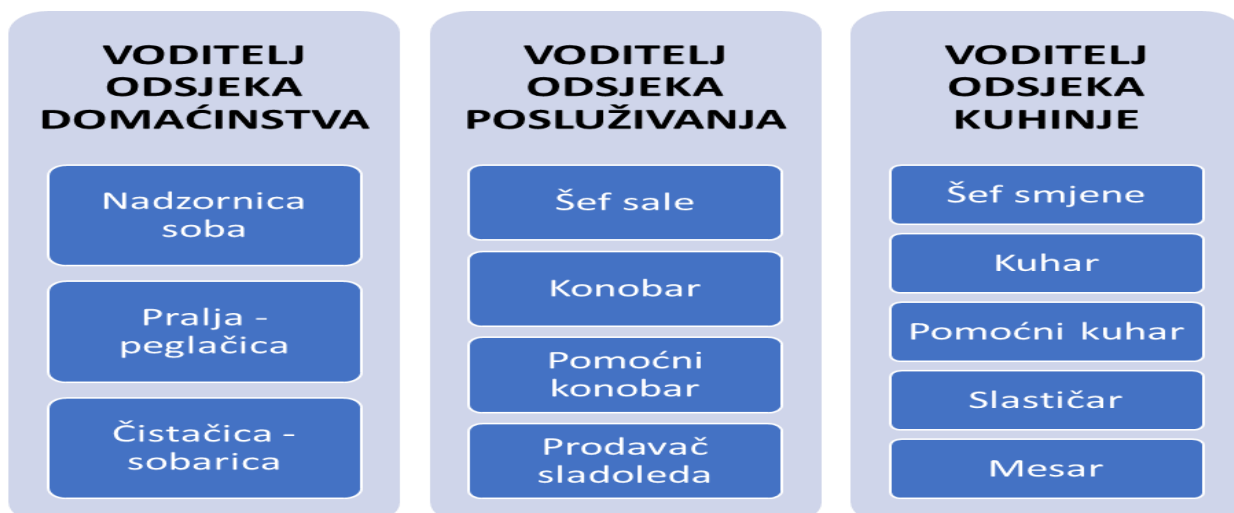 VODITELJ
ODSJEKA
DOMAĆINSTVA
Nadzornica
soba
Pralja -
peglačica
Čistačica -
sobarica
VODITELJ
ODSJEKA
POSLUŽIVANJA
Šef sale
Konobar
Pomoćni
konobar
Prodavač
sladoleda
VODITELJ
ODSJEKA
KUHINJE
Šef smjene
Kuhar
Pomoćni kuhar
Slastičar
Mesar